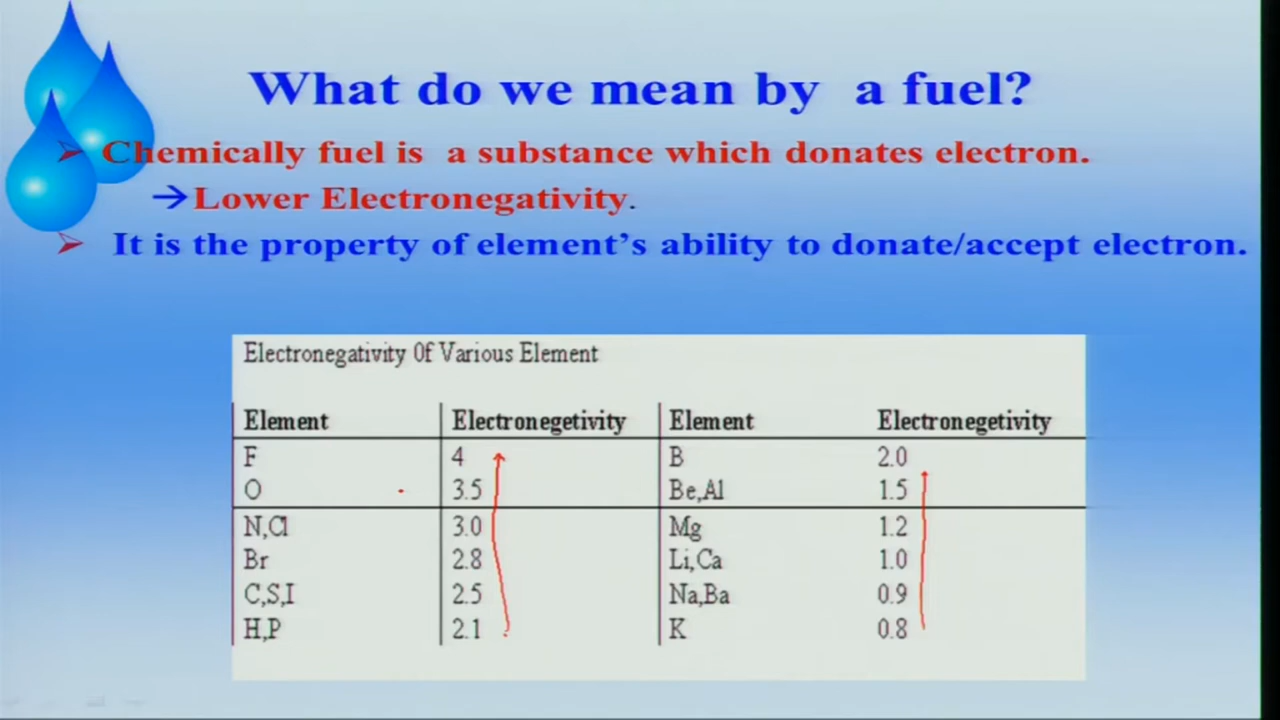 What do we mean by a fuel?
Chemically fuel is a substance which donates electron.
→Lower Electronegativity.
It is the property of element's ability to donate/accept electron.
Electronegativity Of Various Element
Element Electronegetivity Element Electronegetivity
F 4 B 2.0
O 3.5 Be,Al 1.5
N,Cl 3.0 Mg 1.2
Br 2.8 Li,Ca 1.0
C,S,I 2.5 Na,Ba 0.9
H,P 2.1 K 0.8